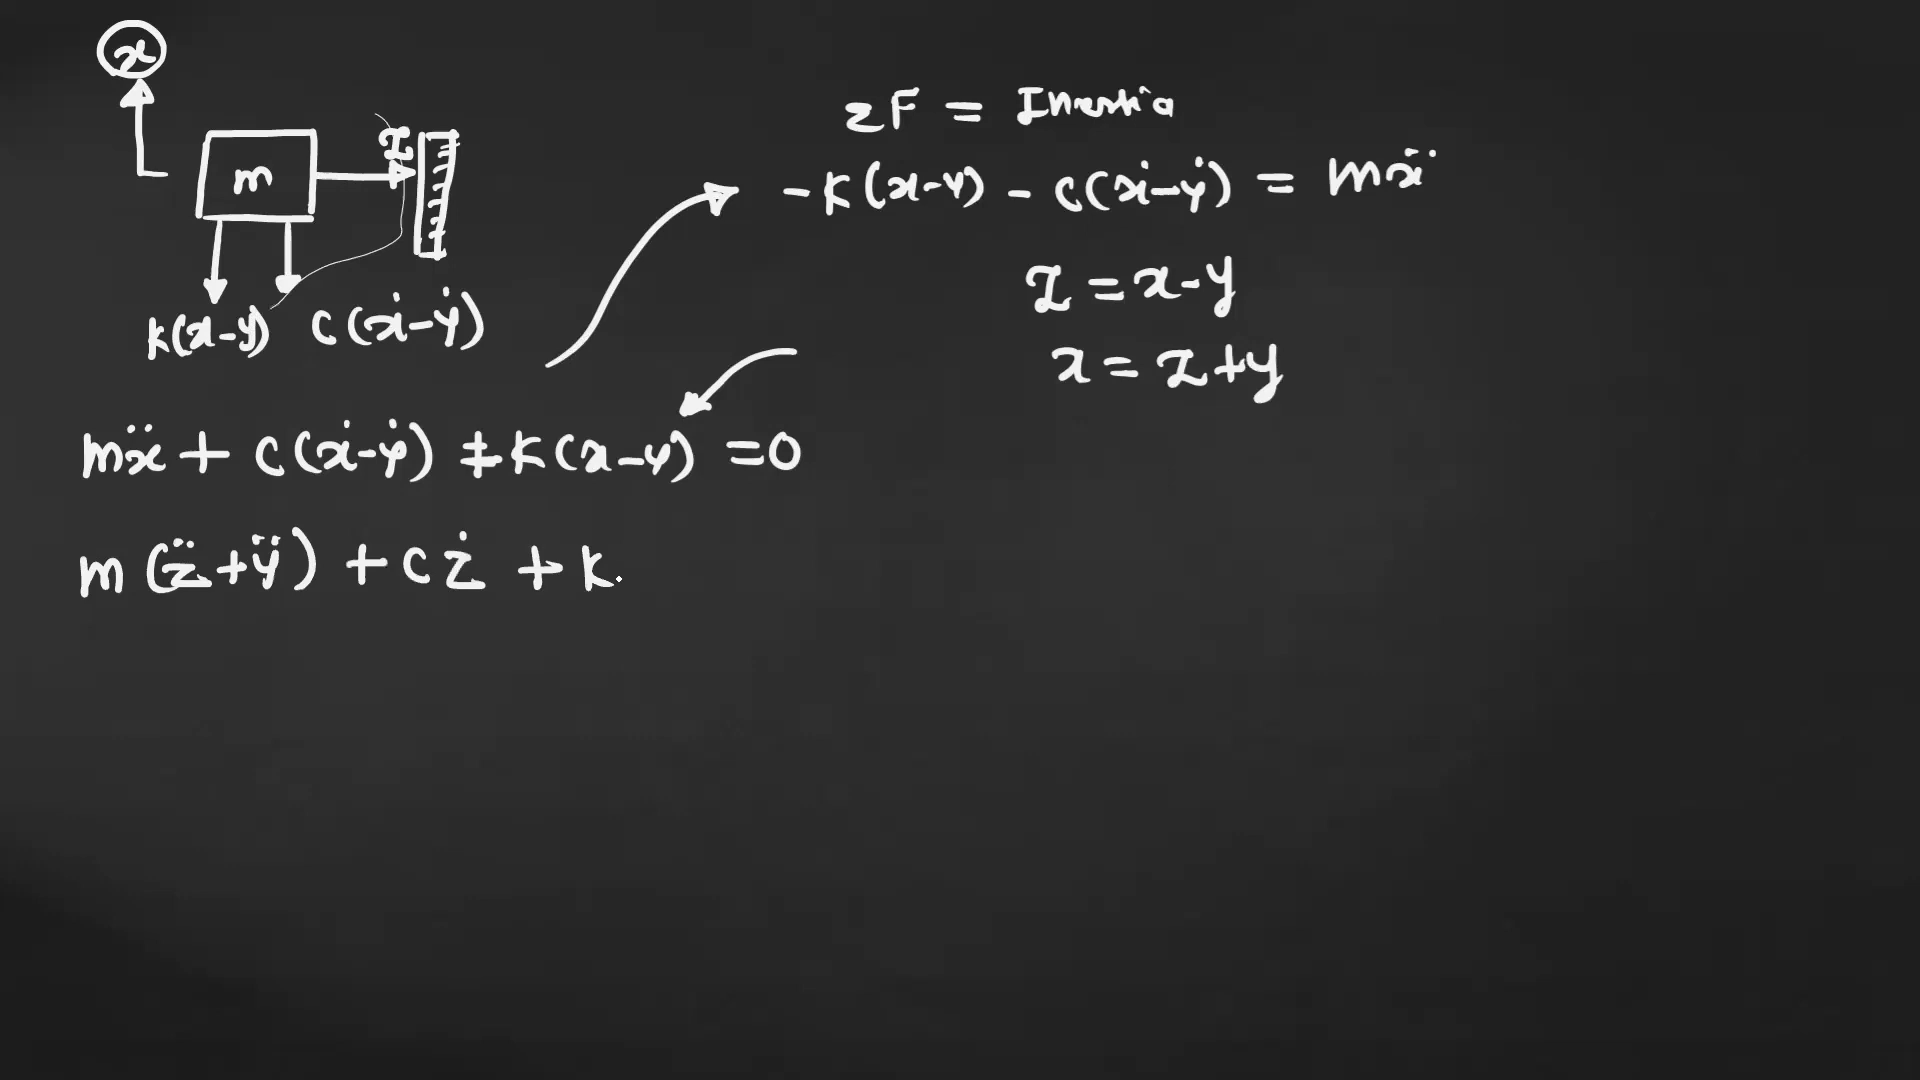 x
z
m
k(x-y) c(ẋ-ẏ)
ΣF = Inertia
-k(x-y) - c(ẋ-ẏ) = mẍ
z = x-y
x = z+y
mẍ + c(ẋ-ẏ) + k(x-y) = 0
m(z̈+ÿ) + cż + k